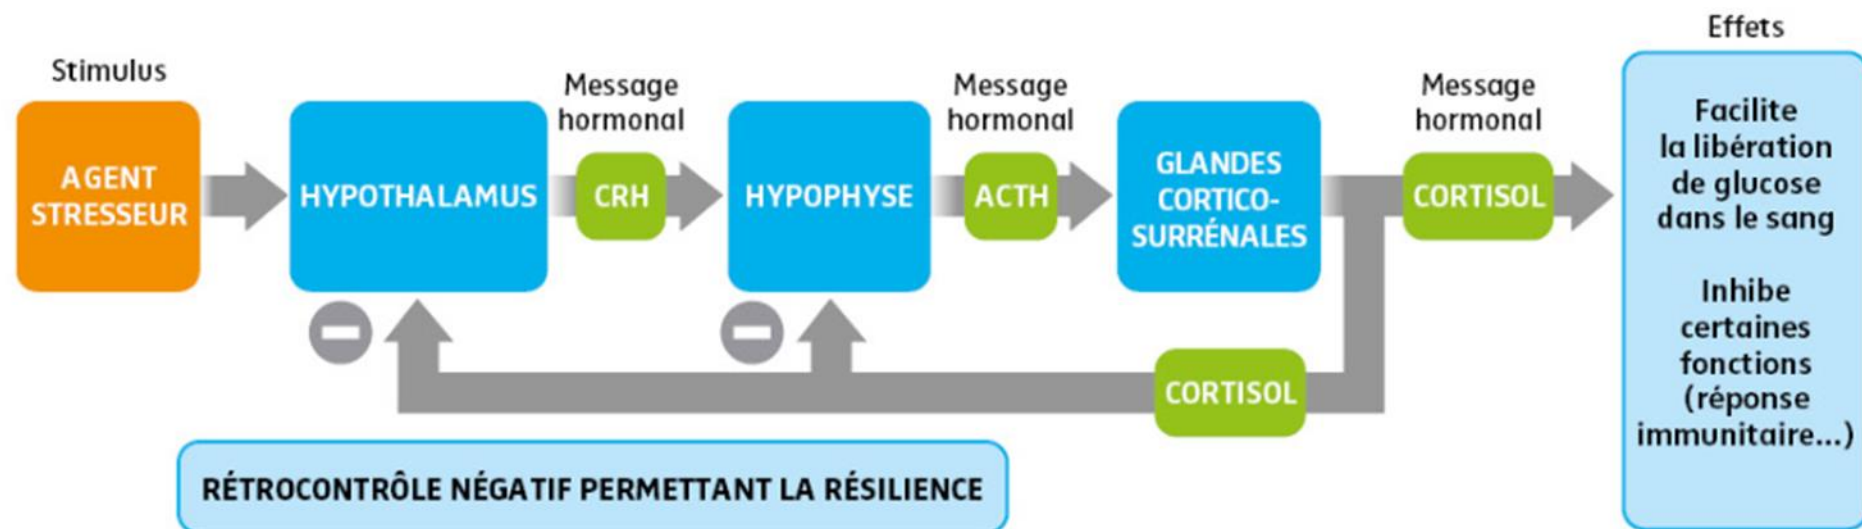 Stimulus
AGENT
STRESSEUR
HYPOTHALAMUS
Message
hormonal
CRH
HYPOPHYSE
Message
hormonal
ACTH
GLANDES
CORTICO-
SURRÉNALES
Message
hormonal
CORTISOL
Effets
Facilite
la libération
de glucose
dans le sang
Inhibe
certaines
fonctions
(réponse
immunitaire...)
CORTISOL
RÉTROCONTRÔLE NÉGATIF PERMETTANT LA RÉSILIENCE